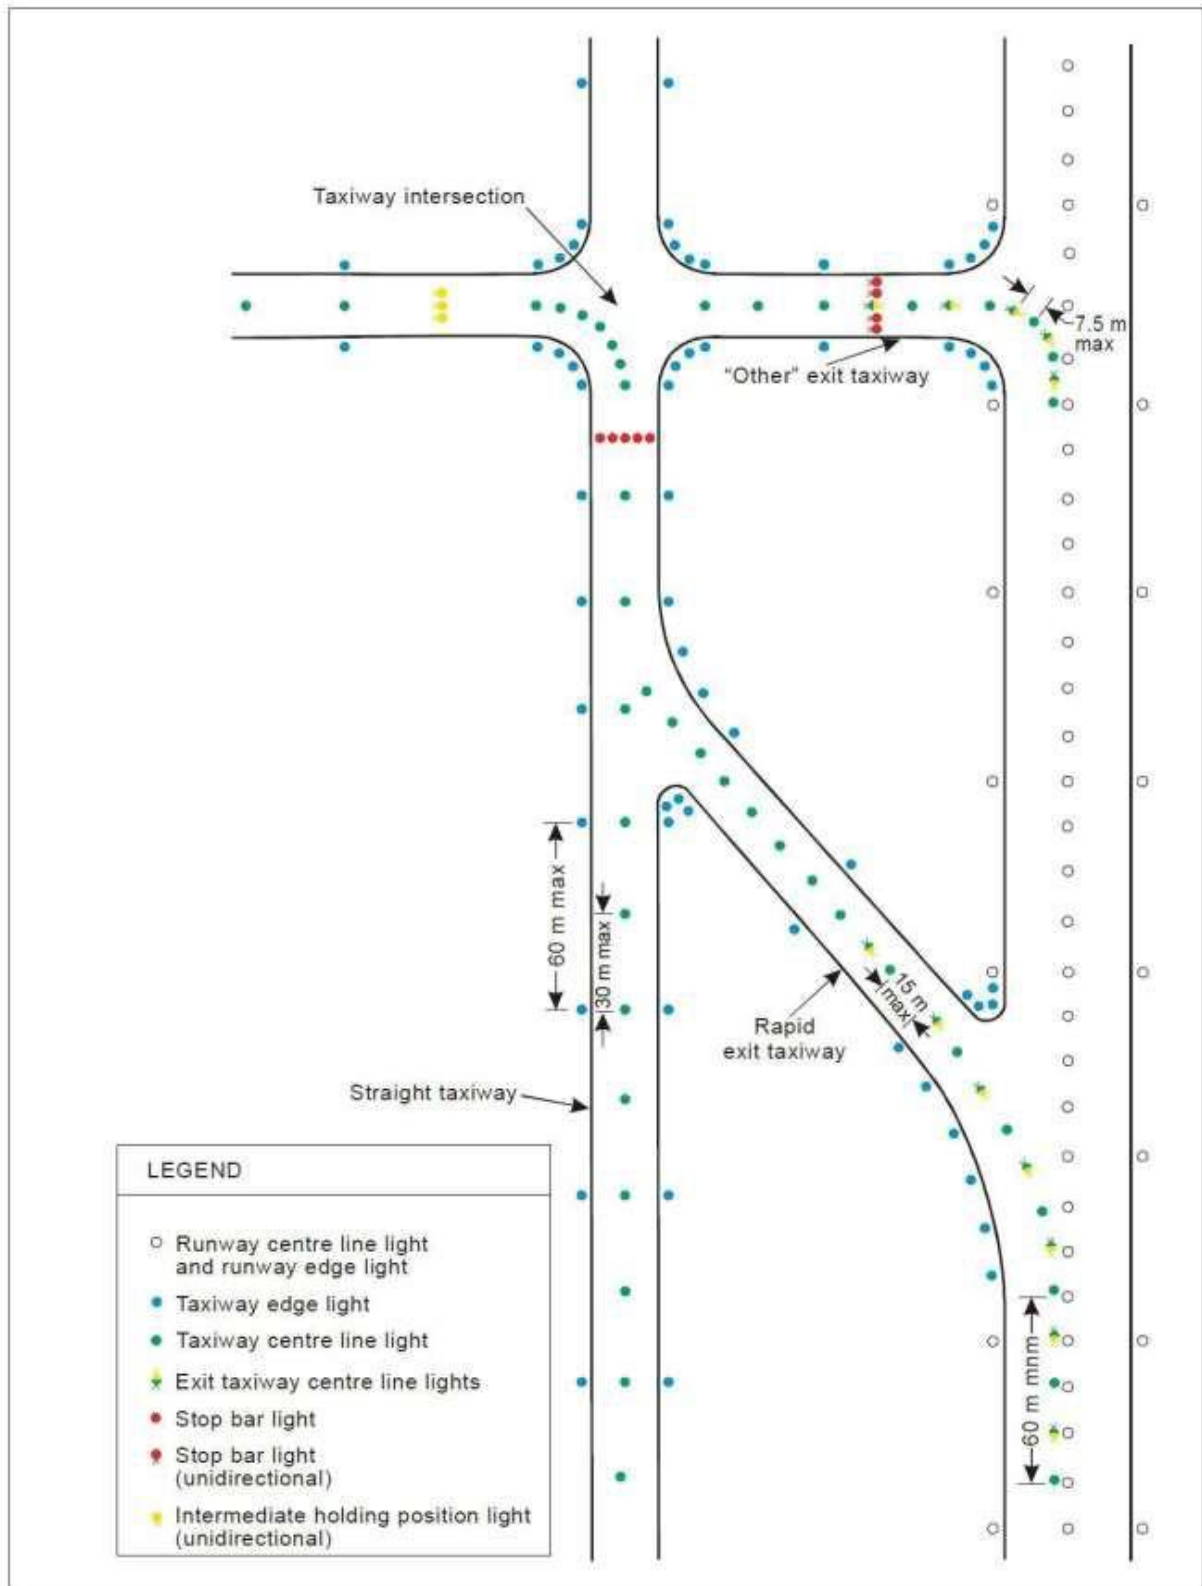 Taxiway intersection
7.5 m
max
"Other" exit taxiway
60 m max
30 m max
15 m
max
Rapid
exit taxiway
Straight taxiway
60 m mnm
LEGEND
Runway centre line light
and runway edge light
Taxiway edge light
Taxiway centre line light
Exit taxiway centre line lights
Stop bar light
Stop bar light
(unidirectional)
Intermediate holding position light
(unidirectional)